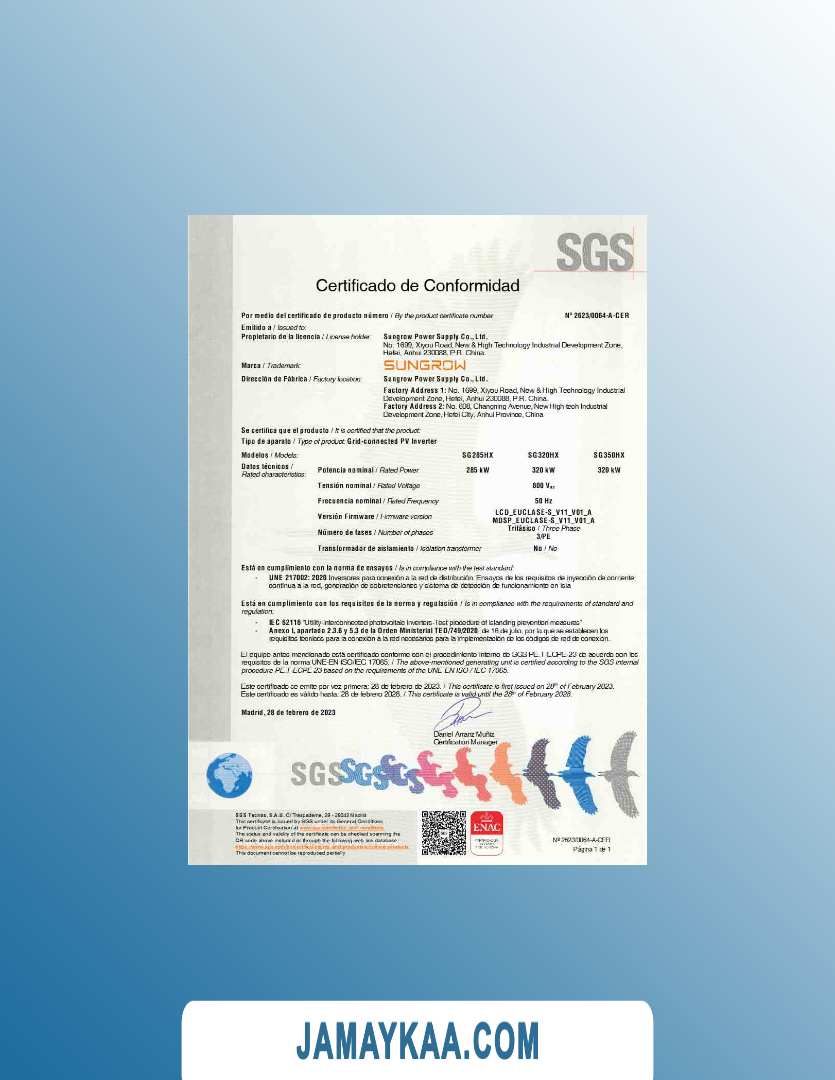 SGS
Certificado de Conformidad
Por medio del certificado de producto número / By the product certificate number Nº 2623/0064-A-CER
Emitido a / Issued to:
Propietario de la licencia / License holder: Sungrow Power Supply Co., Ltd.
No. 1699, Xiyou Road, New & High Technology Industrial Development Zone,
Hefei, Anhui 230088, P.R. China.
Marca / Trademark: SUNGROW
Dirección de Fábrica / Factory location: Sungrow Power Supply Co., Ltd.
Factory Address 1: No. 1699, Xiyou Road, New & High Technology Industrial
Development Zone, Hefei, Anhui 230088, P.R. China.
Factory Address 2: No. 608, Changning Avenue, New High-tech Industrial
Development Zone, Hefei City, Anhui Province, China
Se certifica que el producto / It is certified that the product:
Tipo de aparato / Type of product: Grid-connected PV Inverter
Modelos / Models: SG285HX SG320HX SG350HX
Datos técnicos /
Rated characteristics:
Potencia nominal / Rated Power 285 kW 320 kW 320 kW
Tensión nominal / Rated Voltage 800 Vac
Frecuencia nominal / Rated Frequency 50 Hz
Versión Firmware / Firmware version LCD_EUCLASE-S_V11_V01_A
MDSP_EUCLASE-S_V11_V01_A
Número de fases / Number of phases Trifásico / Three Phase
3/PE
Transformador de aislamiento / Isolation transformer No / No
Está en cumplimiento con la norma de ensayos / Is in compliance with the test standard:
- UNE 217002: 2020 Inversores para conexión a la red de distribución. Ensayos de los requisitos de inyección de corriente
continua a la red, generación de sobretensiones y sistema de detección de funcionamiento en isla
Está en cumplimiento con los requisitos de la norma y regulación / Is in compliance with the requirements of standard and
regulation:
- IEC 62116 "Utility-interconnected photovoltaic inverters-Test procedure of islanding prevention measures"
- Anexo I, apartado 2.3.6 y 5.3 de la Orden Ministerial TED/749/2020, de 16 de julio, por la que se establecen los
requisitos técnicos para la conexión a la red necesarios para la implementación de los códigos de red de conexión.
El equipo antes mencionado está certificado conforme con el procedimiento interno de SGS PE.T-ECPE-23 de acuerdo con los
requisitos de la norma UNE-EN ISO/IEC 17065. / The above-mentioned generating unit is certified according to the SGS internal
procedure PE.T-ECPE-23 based on the requirements of the UNE-EN ISO / IEC 17065.
Este certificado se emite por vez primera: 28 de febrero de 2023. / This certificate is first issued on 28th of February 2023.
Este certificado es válido hasta: 28 de febrero 2028. / This certificate is valid until the 28th of February 2028.
Madrid, 28 de febrero de 2023
Daniel Arranz Muñiz
Certification Manager
SGS SGS SGS
SGS Tecnos, S.A.U. C/ Trespaderne, 29 - 28042 Madrid
This certificate is issued by SGS under its General Conditions
for Product Certification at
The status and validity of the certificate can be checked scanning the
QR code above included or through the following web site database
This document cannot be reproduced partially
ENAC
Nº 2623/0064-A-CER
Página 1 de 1
JAMAYKAA.COM